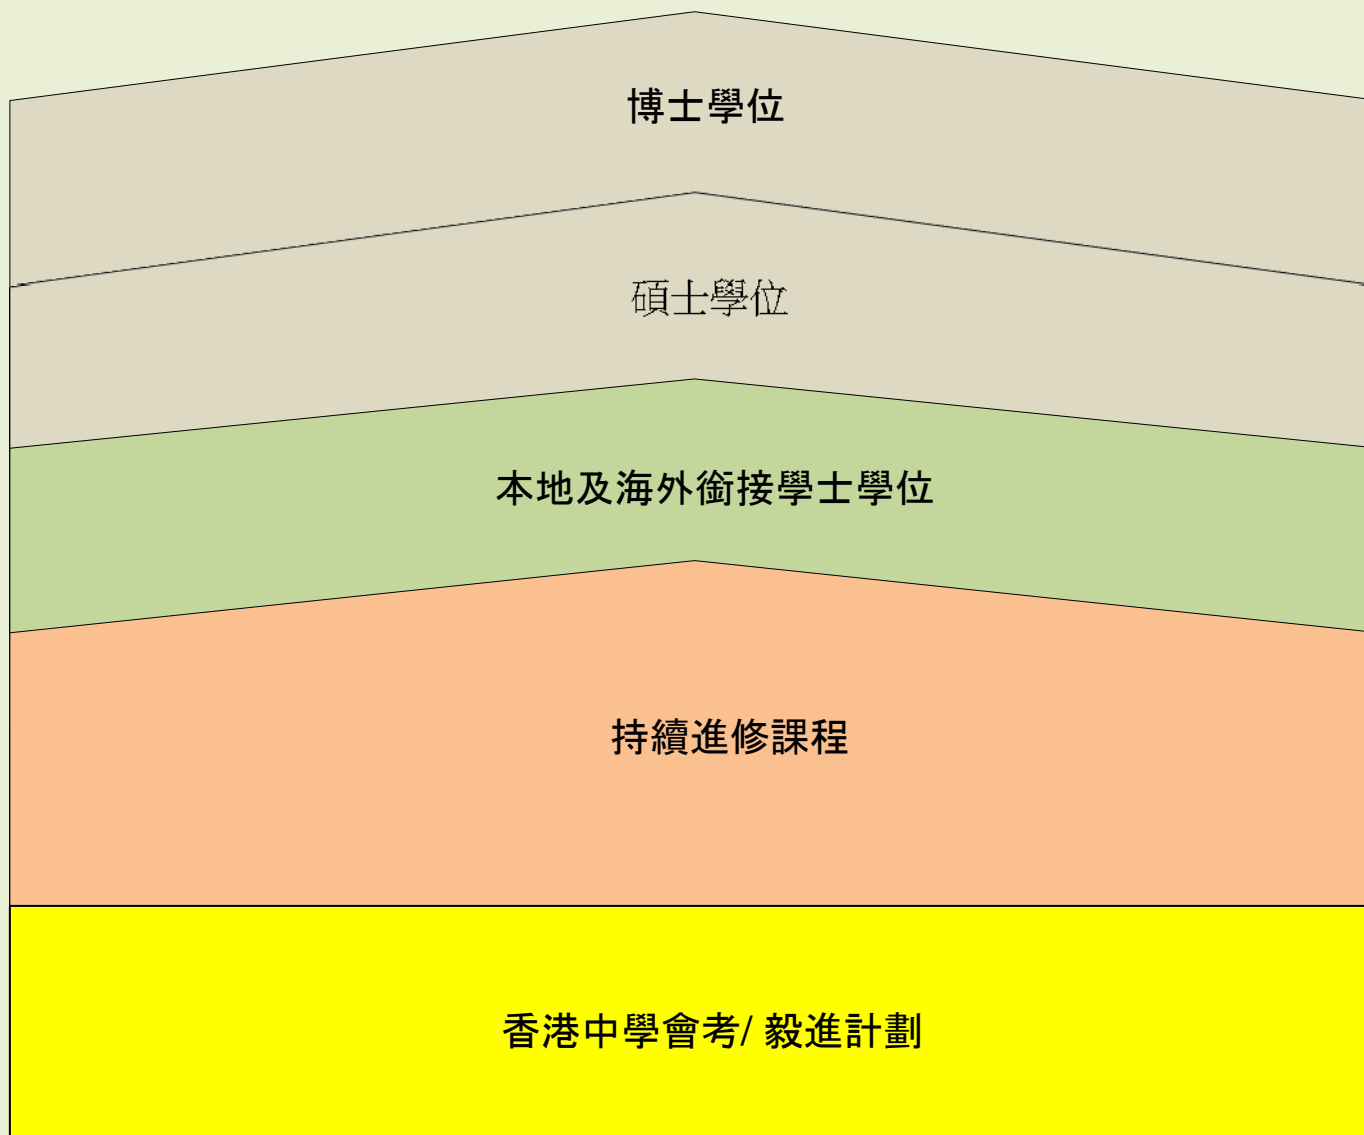 博士學位
碩士學位
本地及海外銜接學士學位
持續進修課程
香港中學會考/ 毅進計劃